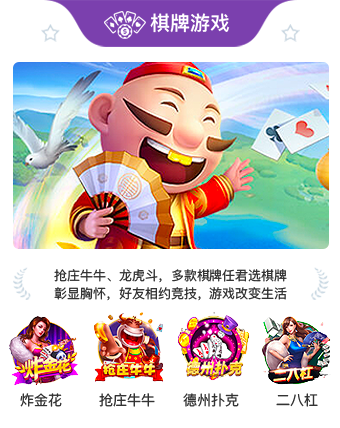 棋牌游戏
抢庄牛牛、龙虎斗，多款棋牌任君选棋牌
彰显胸怀，好友相约竞技，游戏改变生活
炸金花 抢庄牛牛 德州扑克 二八杠
炸金花 抢庄牛牛 德州扑克 二八杠